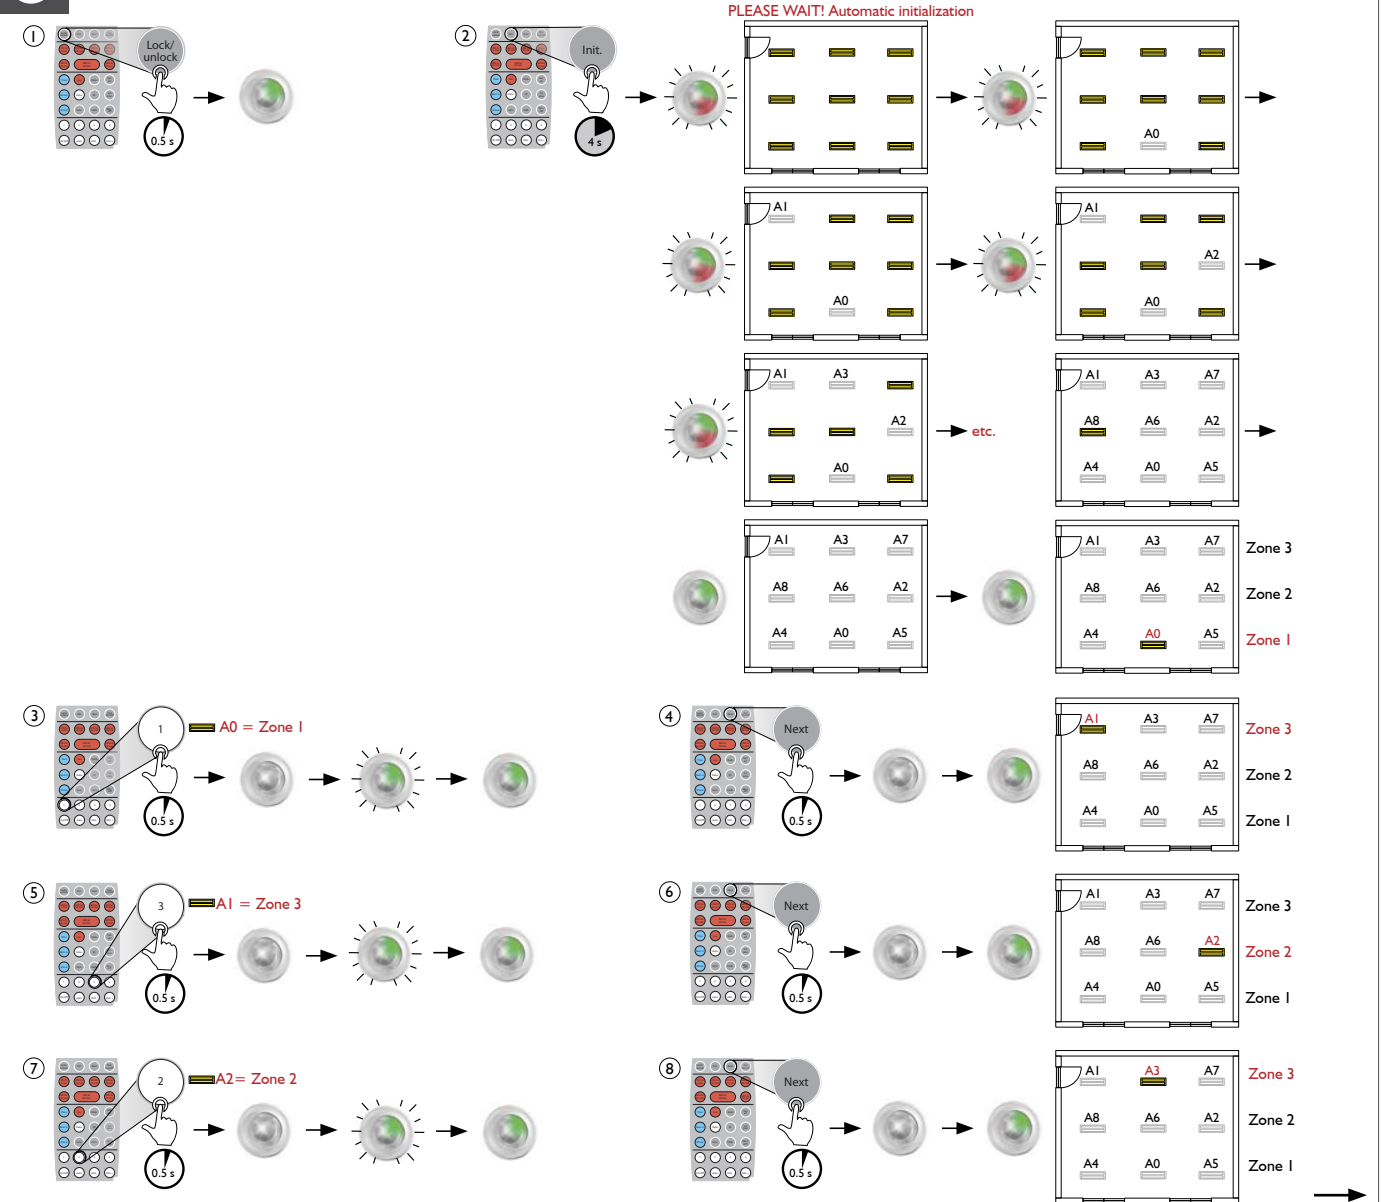 PLEASE WAIT! Automatic initialization
1
Lock/
unlock
0.5 s
2
Init.
4 s
A0
A1
A0
A1
A2
A0
A1 A3
A2
A0
etc.
A1 A3 A7
A8 A6 A2
A4 A0 A5
A1 A3 A7
A8 A6 A2
A4 A0 A5
A1 A3 A7 Zone 3
A8 A6 A2 Zone 2
A4 A0 A5 Zone 1
3
1
A0 = Zone 1
0.5 s
4
Next
0.5 s
A1 A3 A7 Zone 3
A8 A6 A2 Zone 2
A4 A0 A5 Zone 1
5
3
A1 = Zone 3
0.5 s
6
Next
0.5 s
A1 A3 A7 Zone 3
A8 A6 A2 Zone 2
A4 A0 A5 Zone 1
7
2
A2= Zone 2
0.5 s
8
Next
0.5 s
A1 A3 A7 Zone 3
A8 A6 A2 Zone 2
A4 A0 A5 Zone 1